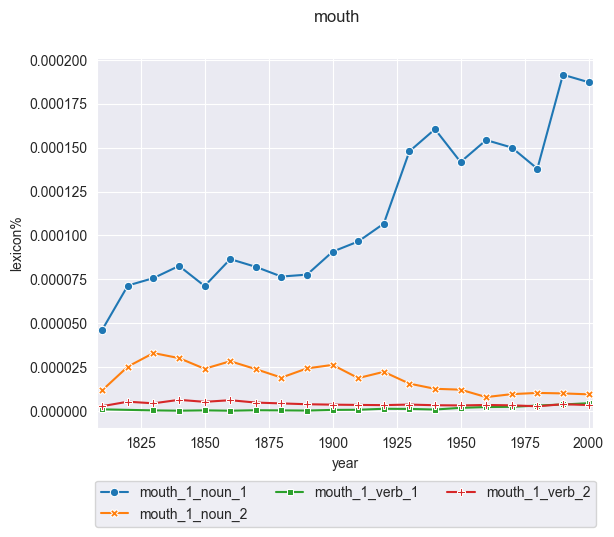 mouth
0.000200
0.000175
0.000150
0.000125
0.000100
0.000075
0.000050
0.000025
0.000000
lexicon%
1825 1850 1875 1900 1925 1950 1975 2000
year
mouth_1_noun_1 mouth_1_verb_1 mouth_1_verb_2
mouth_1_noun_2